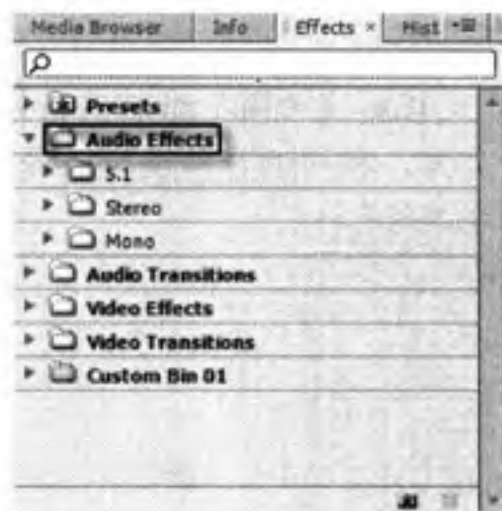 Media Browser Info Effects × Hist
Presets
Audio Effects
5.1
Stereo
Mono
Audio Transitions
Video Effects
Video Transitions
Custom Bin 01